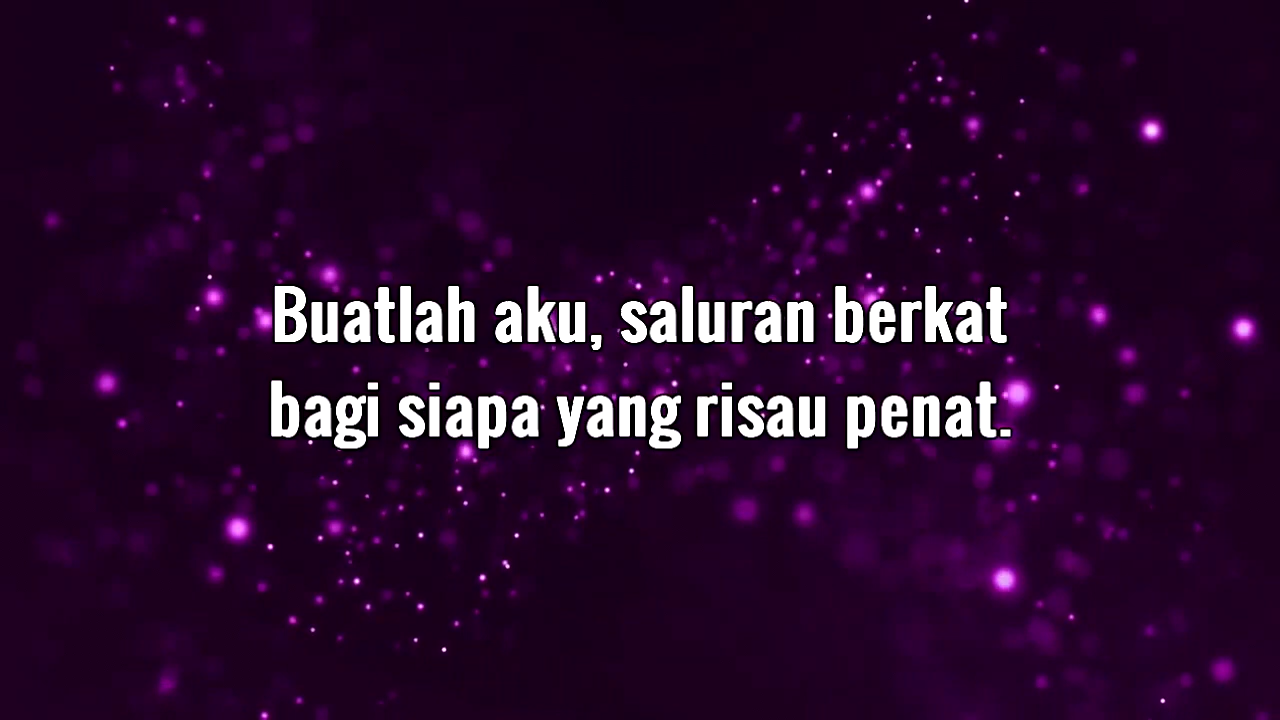 Buatlah aku, saluran berkat
bagi siapa yang risau penat.